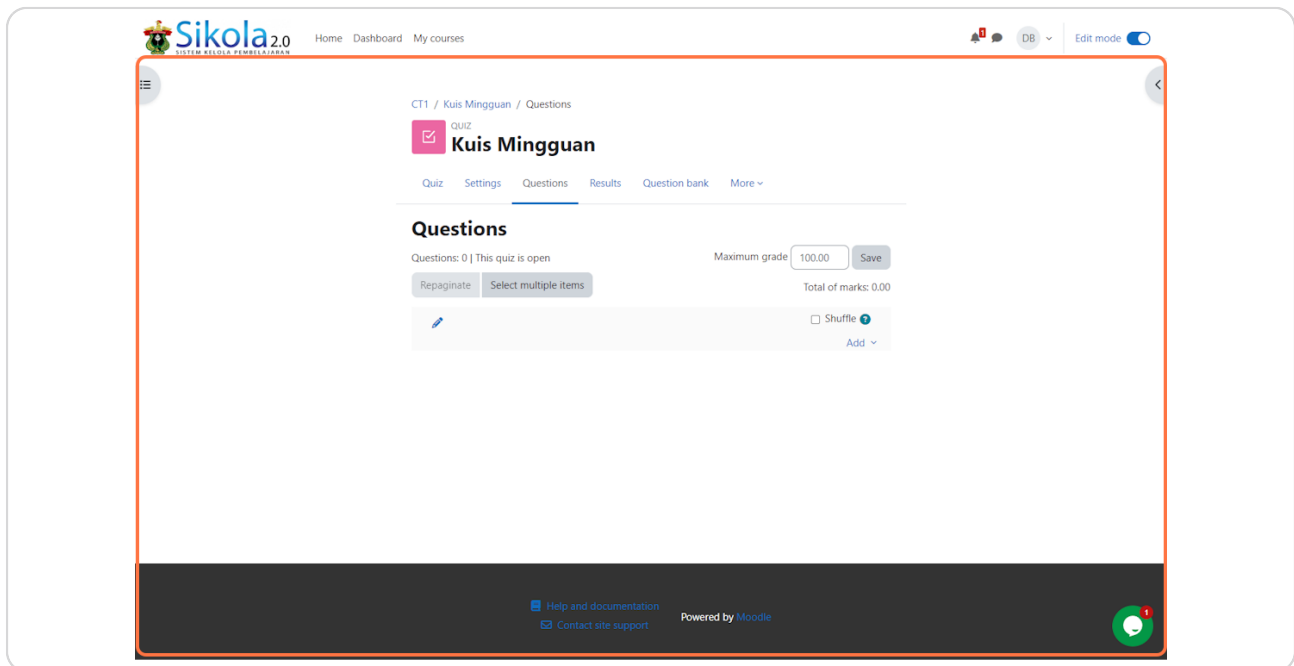 Sikola 2.0
SISTEM KELOLA PEMBELAJARAN
Home Dashboard My courses
1
DB
Edit mode
CT1 / Kuis Mingguan / Questions
QUIZ
Kuis Mingguan
Quiz Settings Questions Results Question bank More
Questions
Questions: 0 | This quiz is open
Maximum grade 100.00 Save
Repaginate Select multiple items
Total of marks: 0.00
Shuffle ?
Add
Help and documentation
Contact site support
Powered by Moodle
1